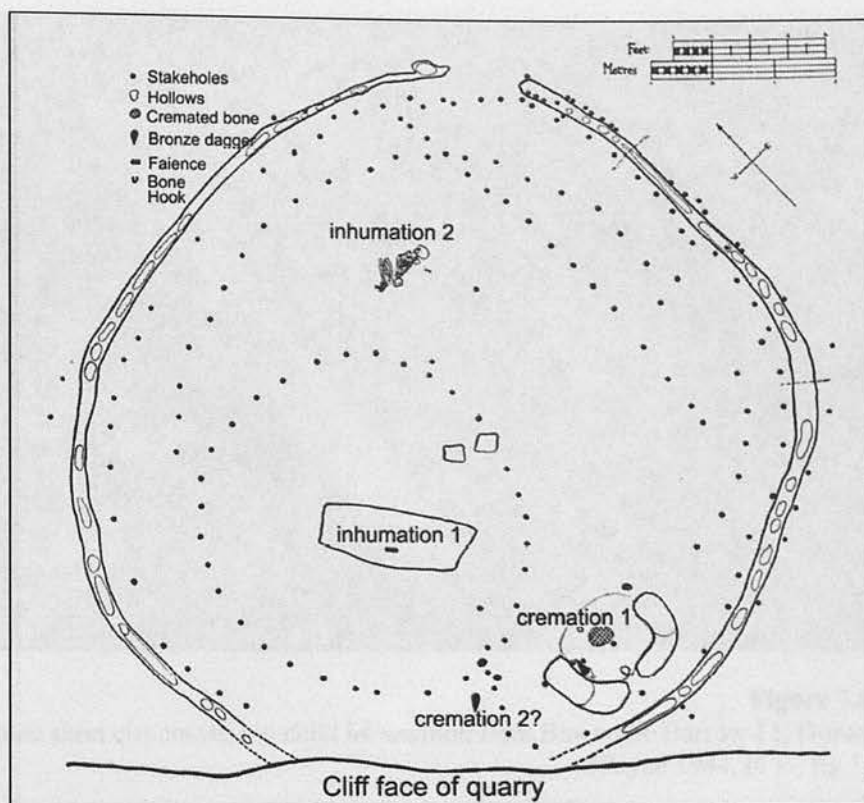 Feet
Metres
Stakeholes
Hollows
Cremated bone
Bronze dagger
Faience
Bone
Hook
inhumation 2
inhumation 1
cremation 1
cremation 2?
Cliff face of quarry